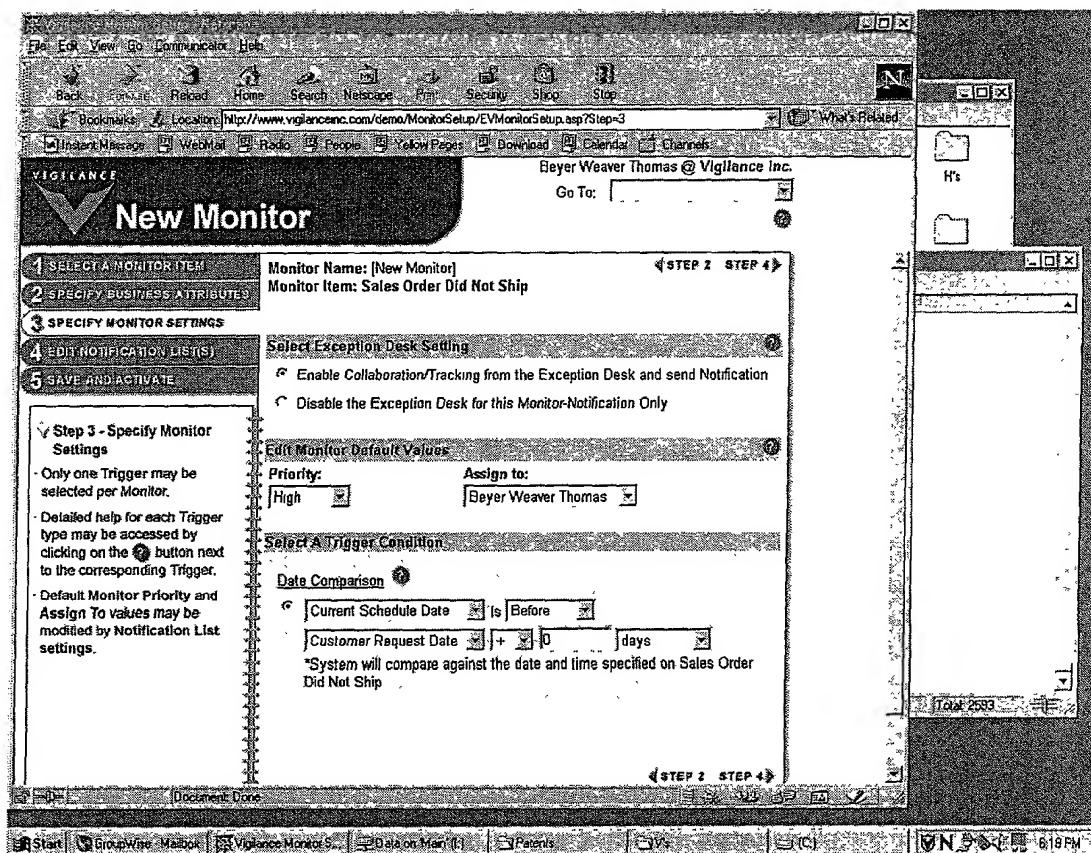 File Edit View Go Communicator Help
Back Reload Home Search Netscape Print Security Shop Stop
Bookmarks Location: http://www.vigilanceinc.com/demo/MonitorSetup/EVMonitorSetup.asp?Step=3 What's Related
Instant Message WebMail Radio People Yellow Pages Download Calendar Channels
VIGILANCE
New Monitor
Beyer Weaver Thomas @ Vigilance Inc.
Go To:
H's
1 SELECT A MONITOR ITEM
2 SPECIFY BUSINESS ATTRIBUTES
3 SPECIFY MONITOR SETTINGS
4 EDIT NOTIFICATION LIST(S)
5 SAVE AND ACTIVATE
Monitor Name: [New Monitor]
Monitor Item: Sales Order Did Not Ship
STEP 2 STEP 4
Select Exception Desk Setting
Enable Collaboration/Tracking from the Exception Desk and send Notification
Disable the Exception Desk for this Monitor-Notification Only
Step 3 - Specify Monitor Settings
- Only one Trigger may be selected per Monitor.
- Detailed help for each Trigger type may be accessed by clicking on the ? button next to the corresponding Trigger.
- Default Monitor Priority and Assign To values may be modified by Notification List settings.
Edit Monitor Default Values
Priority: Assign to:
High Beyer Weaver Thomas
Select A Trigger Condition
Date Comparison ?
Current Schedule Date Is Before
Customer Request Date + 0 days
*System will compare against the date and time specified on Sales Order
Did Not Ship
STEP 2 STEP 4
Total: 2593
Document: Done
Start GroupWise - Mailbox Vigilance Monitor S... Data on 'Main' (I:) Patents V's (C:) 6:18 PM